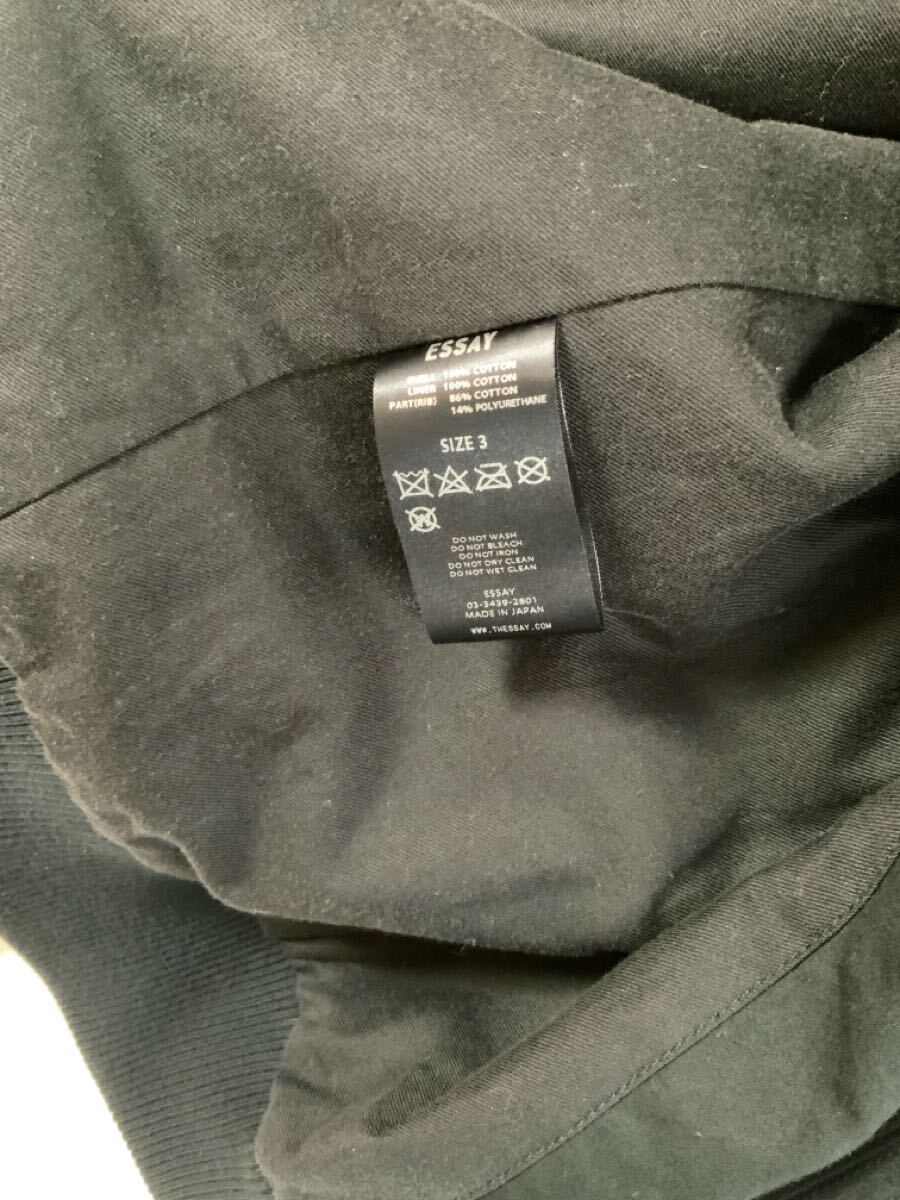 ESSAY
SHELL 100% COTTON
LINER 100% COTTON
PART(RIB) 86% COTTON
14% POLYURETHANE
SIZE 3
W
DO NOT WASH
DO NOT BLEACH
DO NOT IRON
DO NOT DRY CLEAN
DO NOT WET CLEAN
ESSAY
03-3439-2801
MADE IN JAPAN
WWW.THESSAY.COM